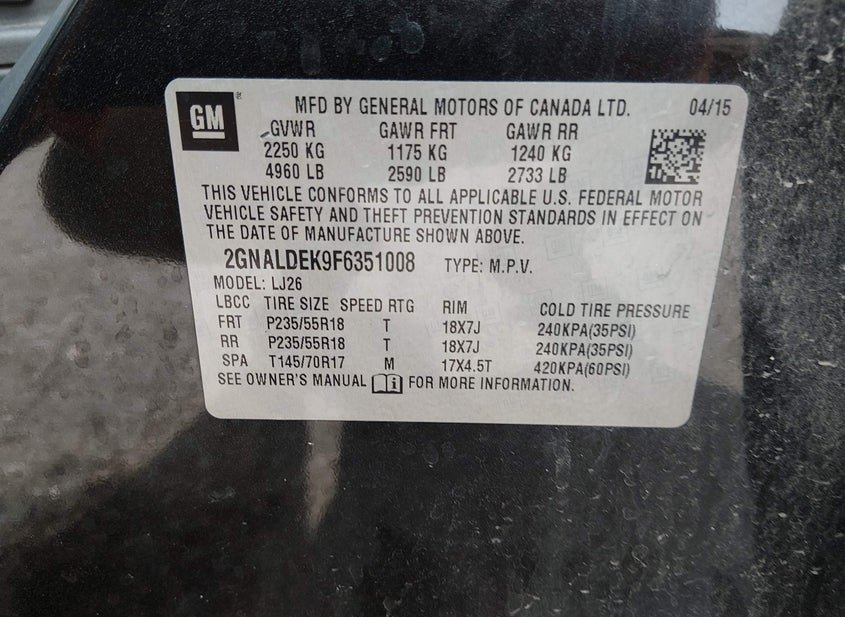 GM
MFD BY GENERAL MOTORS OF CANADA LTD. 04/15
GVWR GAWR FRT GAWR RR
2250 KG 1175 KG 1240 KG
4960 LB 2590 LB 2733 LB
THIS VEHICLE CONFORMS TO ALL APPLICABLE U.S. FEDERAL MOTOR
VEHICLE SAFETY AND THEFT PREVENTION STANDARDS IN EFFECT ON
THE DATE OF MANUFACTURE SHOWN ABOVE.
2GNALDEK9F6351008 TYPE: M.P.V.
MODEL: LJ26
LBCC TIRE SIZE SPEED RTG RIM COLD TIRE PRESSURE
FRT P235/55R18 T 18X7J 240KPA(35PSI)
RR P235/55R18 T 18X7J 240KPA(35PSI)
SPA T145/70R17 M 17X4.5T 420KPA(60PSI)
SEE OWNER'S MANUAL FOR MORE INFORMATION.